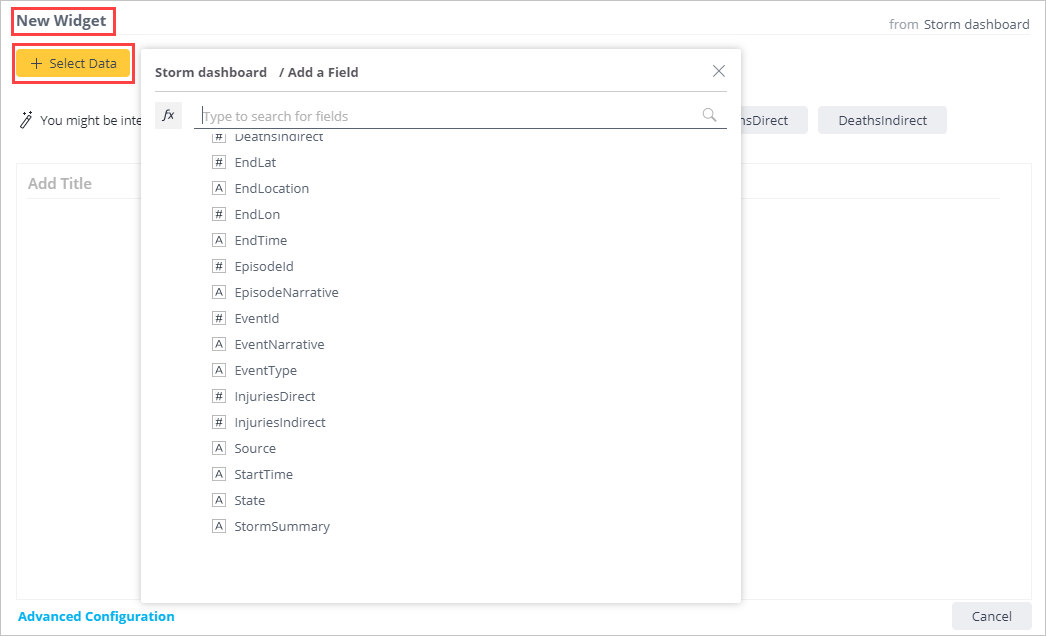 New Widget
from Storm dashboard
+ Select Data
Storm dashboard / Add a Field
fx
Type to search for fields
You might be inte
nsDirect
DeathsIndirect
# DeathsIndirect
# EndLat
A EndLocation
# EndLon
A EndTime
# EpisodeId
A EpisodeNarrative
# EventId
A EventNarrative
A EventType
# InjuriesDirect
# InjuriesIndirect
A Source
A StartTime
A State
A StormSummary
Add Title
Advanced Configuration
Cancel